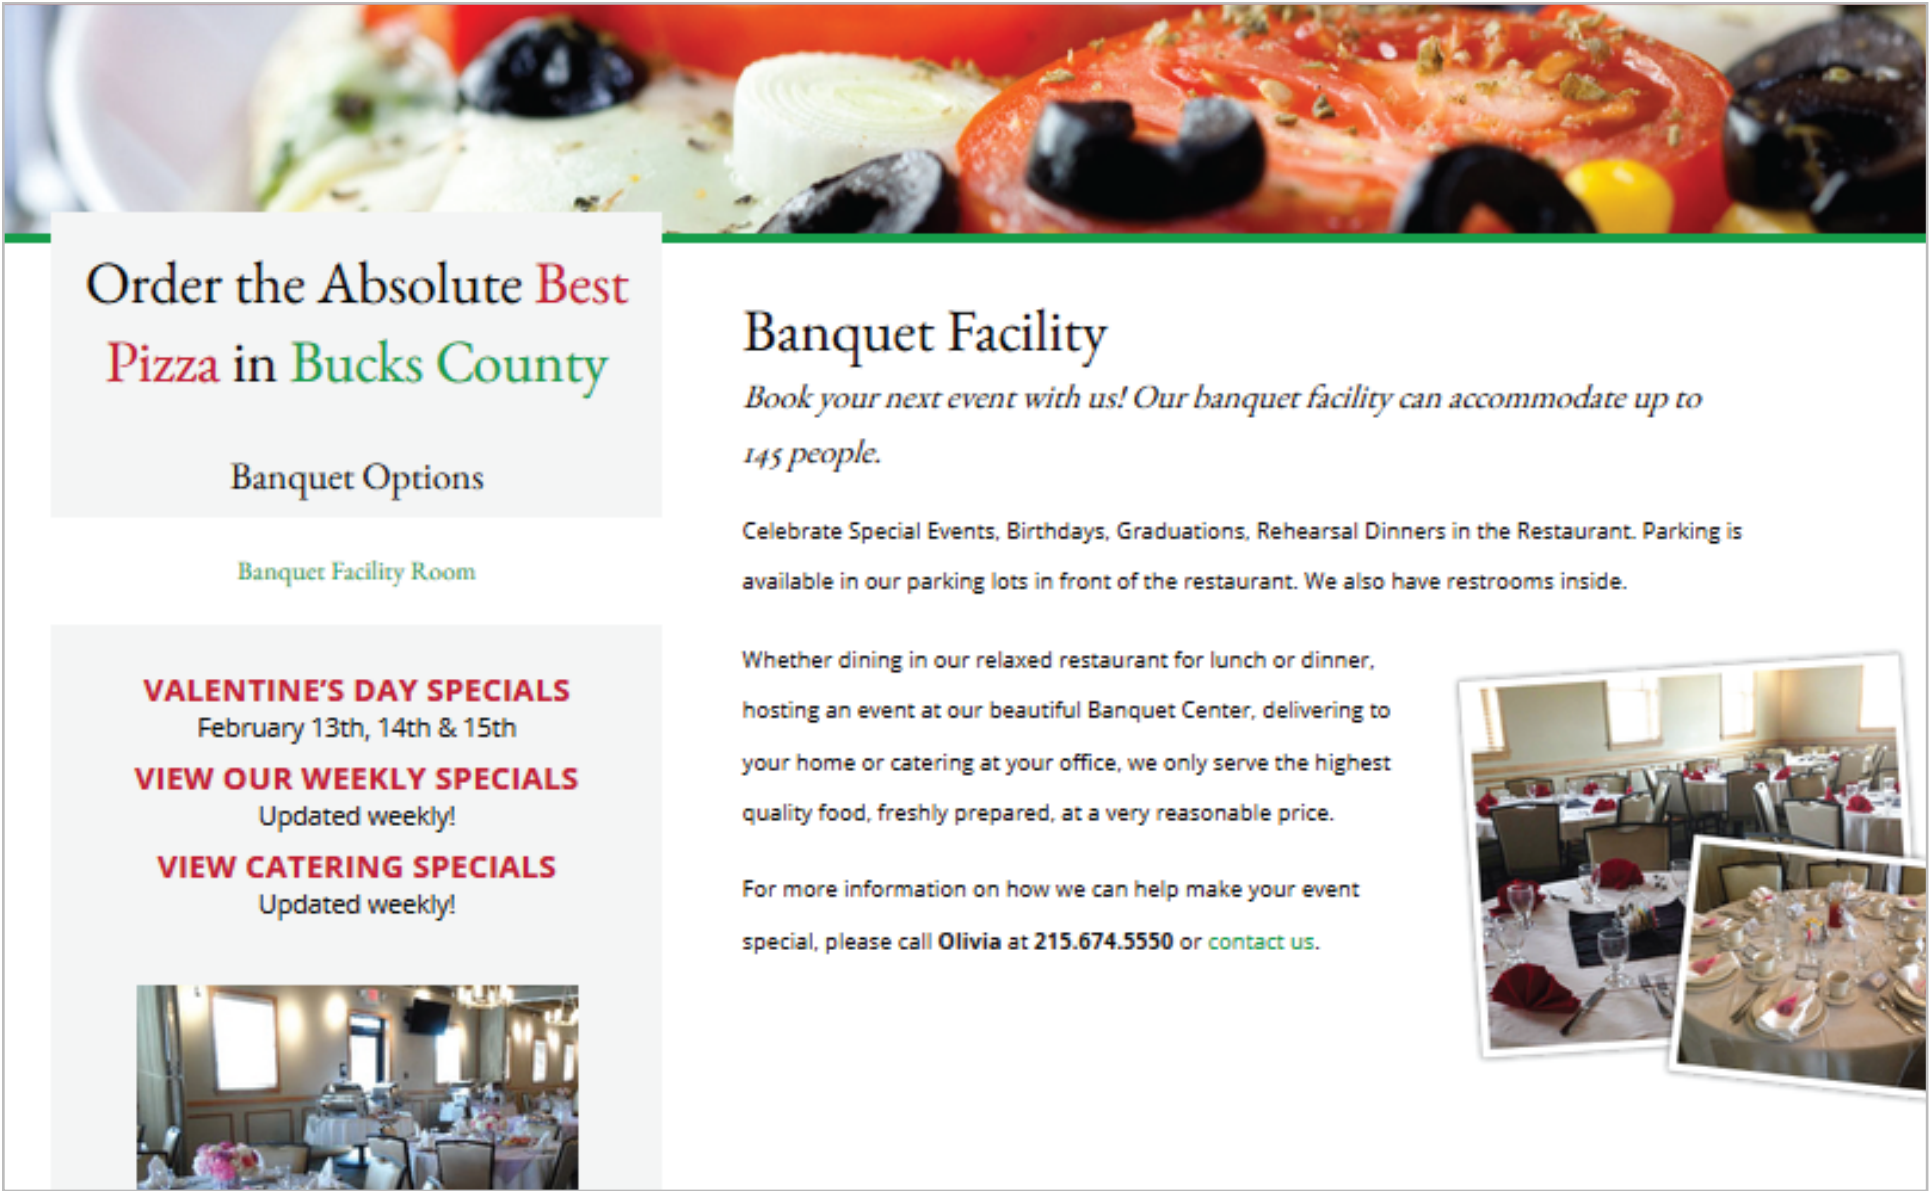 Order the Absolute Best
Pizza in Bucks County
Banquet Options
Banquet Facility Room
VALENTINE'S DAY SPECIALS
February 13th, 14th & 15th
VIEW OUR WEEKLY SPECIALS
Updated weekly!
VIEW CATERING SPECIALS
Updated weekly!
Banquet Facility
Book your next event with us! Our banquet facility can accommodate up to
145 people.
Celebrate Special Events, Birthdays, Graduations, Rehearsal Dinners in the Restaurant. Parking is
available in our parking lots in front of the restaurant. We also have restrooms inside.
Whether dining in our relaxed restaurant for lunch or dinner,
hosting an event at our beautiful Banquet Center, delivering to
your home or catering at your office, we only serve the highest
quality food, freshly prepared, at a very reasonable price.
For more information on how we can help make your event
special, please call Olivia at 215.674.5550 or contact us.